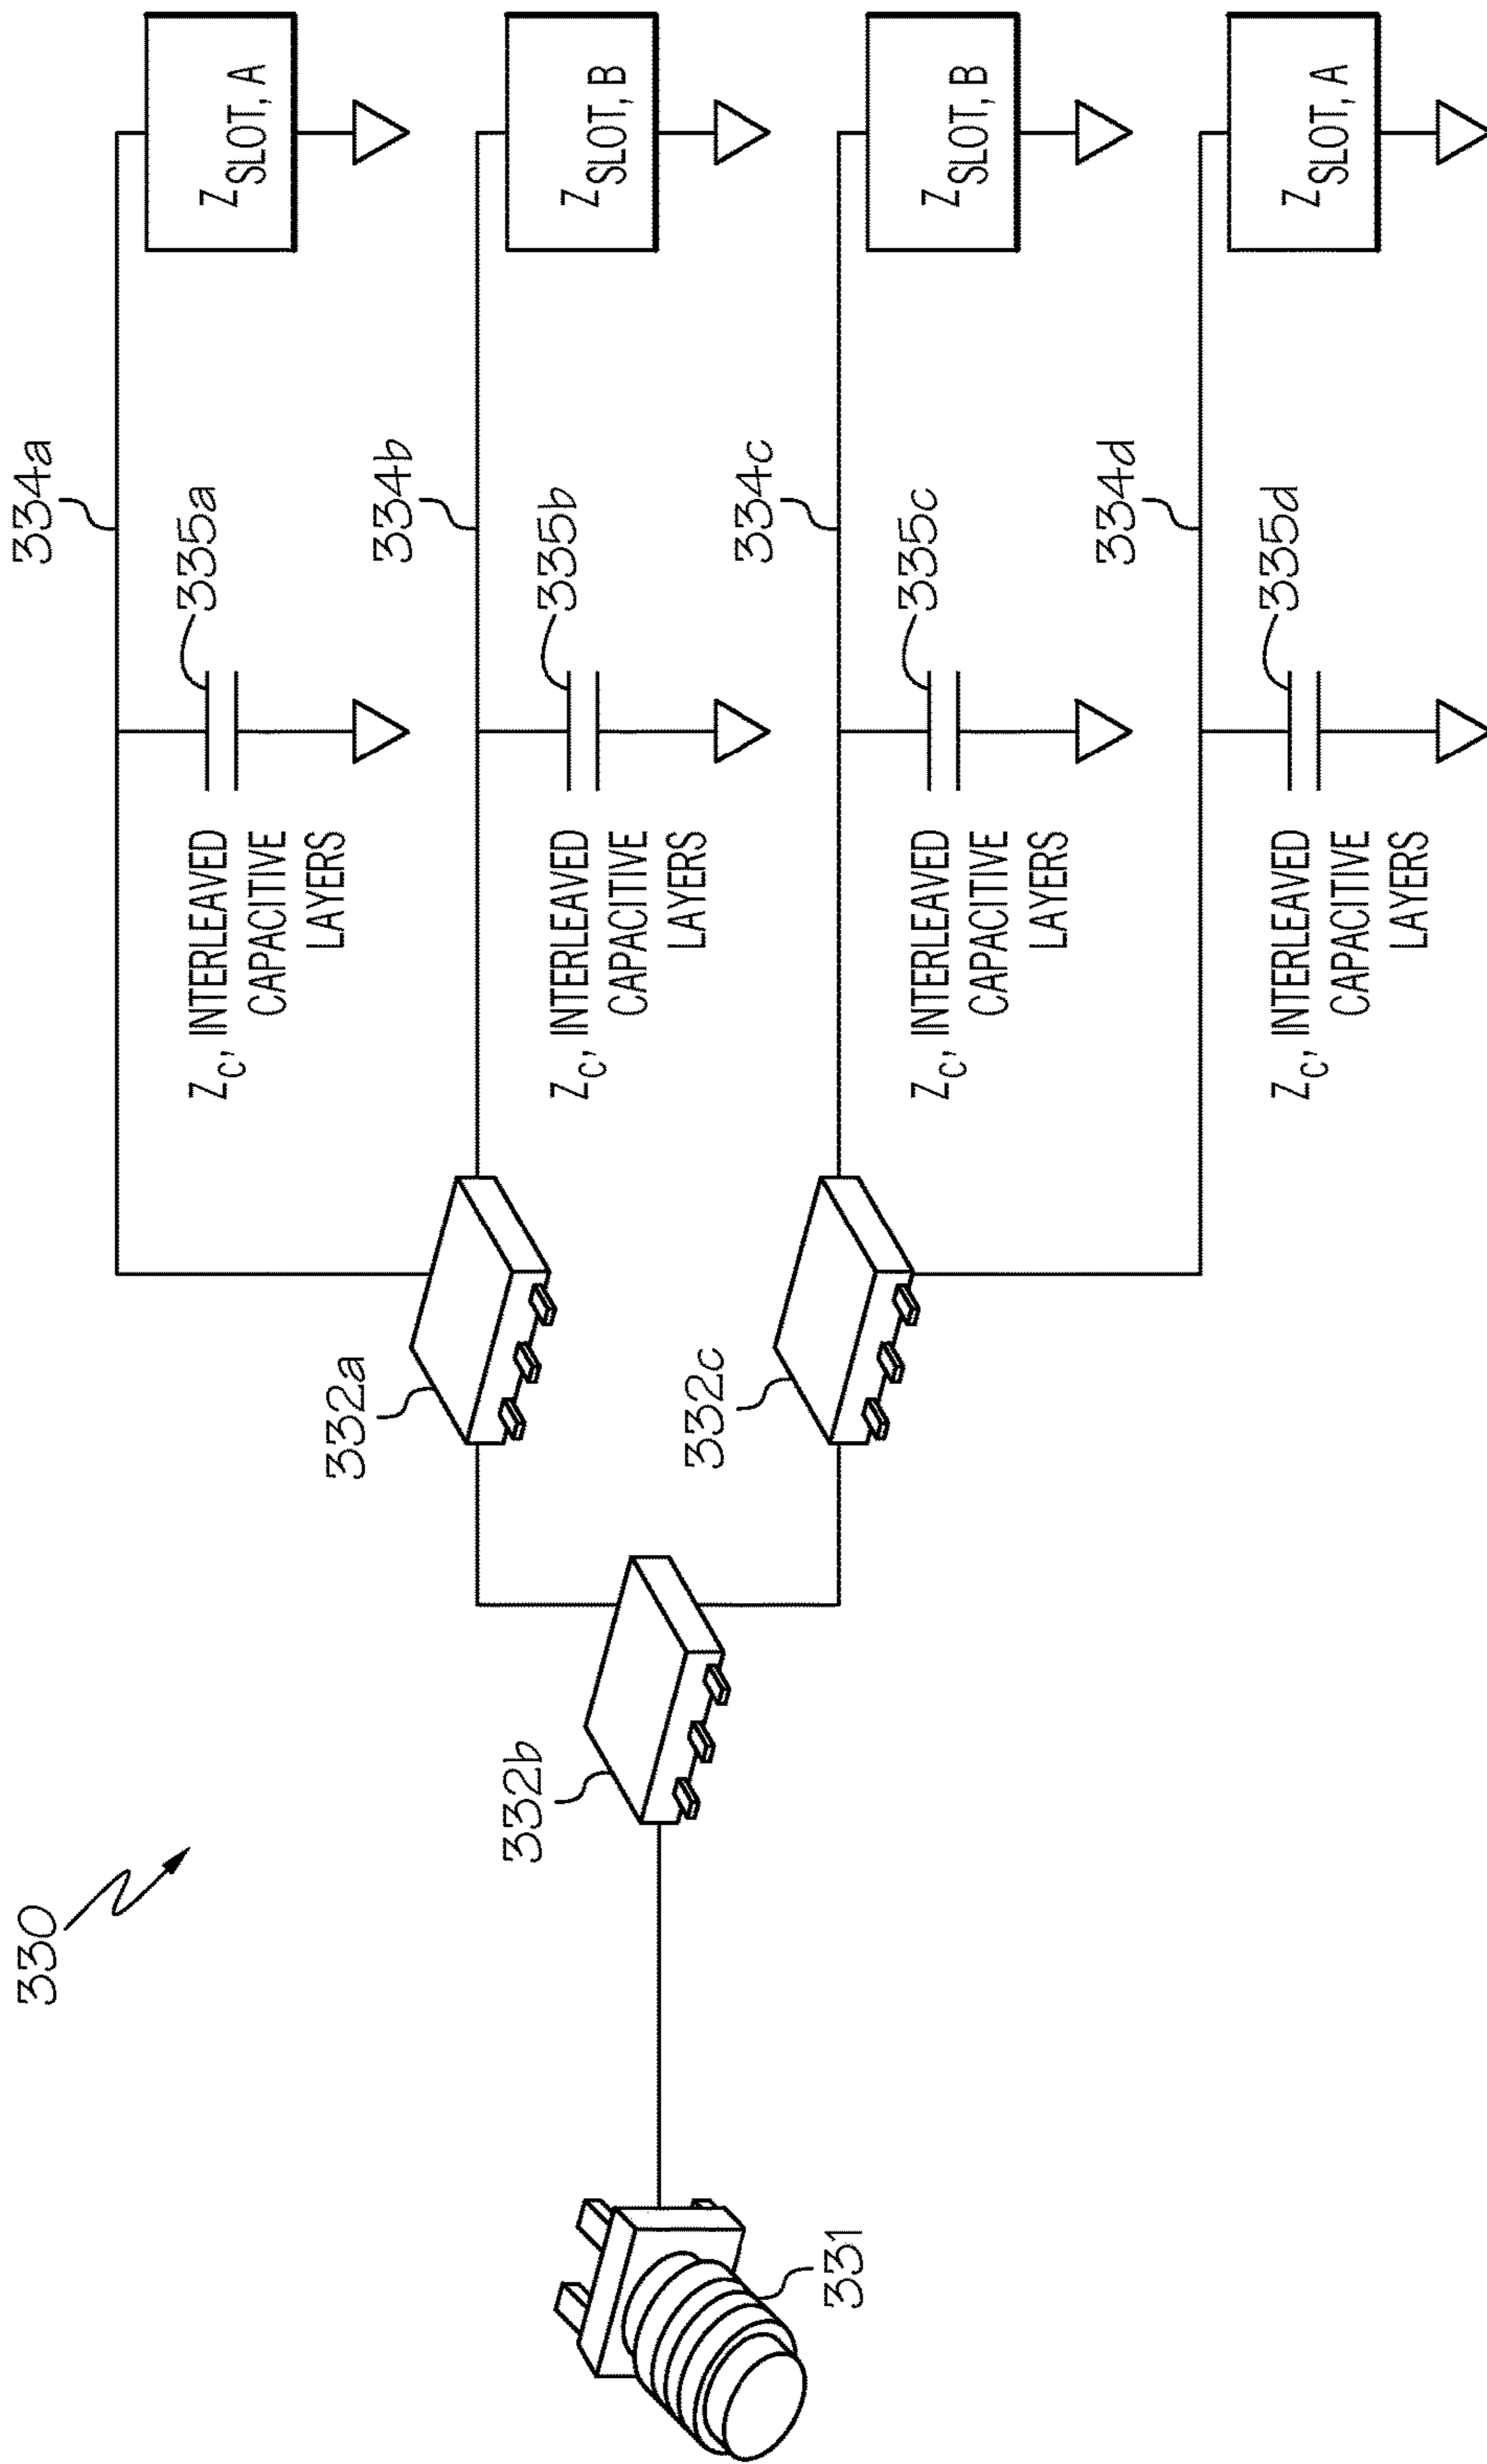 330
331
332b
332a
332c
334a
335a
Z_C, INTERLEAVED
CAPACITIVE
LAYERS
Z_SLOT, A
334b
335b
Z_C, INTERLEAVED
CAPACITIVE
LAYERS
Z_SLOT, B
334c
335c
Z_C, INTERLEAVED
CAPACITIVE
LAYERS
Z_SLOT, B
334d
335d
Z_C, INTERLEAVED
CAPACITIVE
LAYERS
Z_SLOT, A